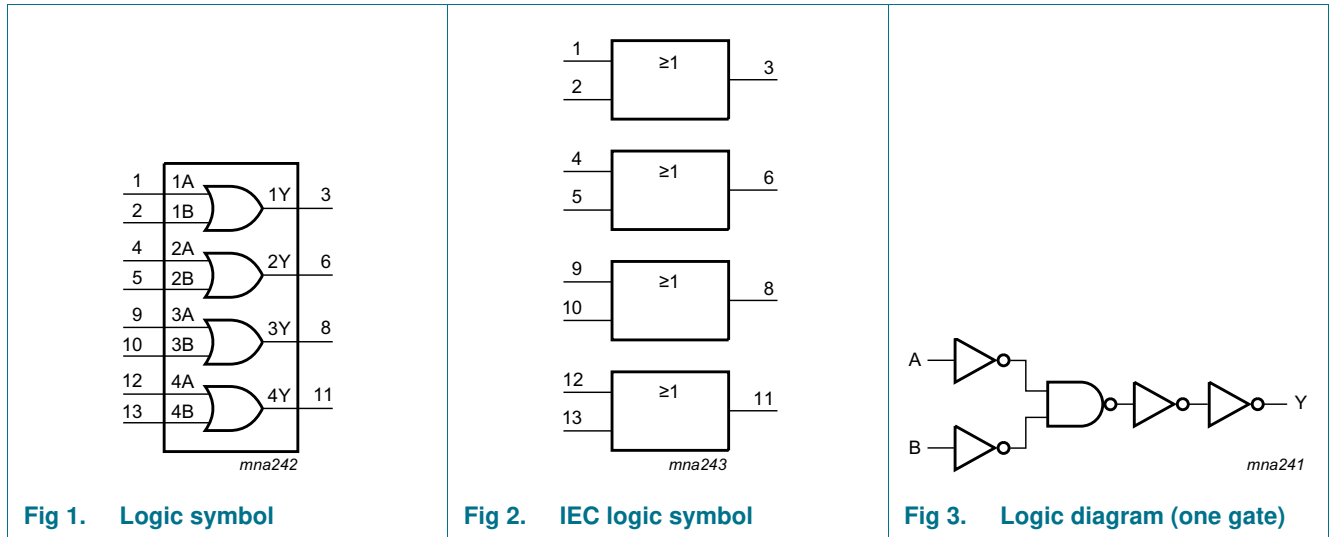 1 1A
1Y 3
2 1B
4 2A
2Y 6
5 2B
9 3A
3Y 8
10 3B
12 4A
4Y 11
13 4B
mna242
Fig 1. Logic symbol
1
≥1
3
2
4
≥1
6
5
9
≥1
8
10
12
≥1
11
13
mna243
Fig 2. IEC logic symbol
A
Y
B
mna241
Fig 3. Logic diagram (one gate)